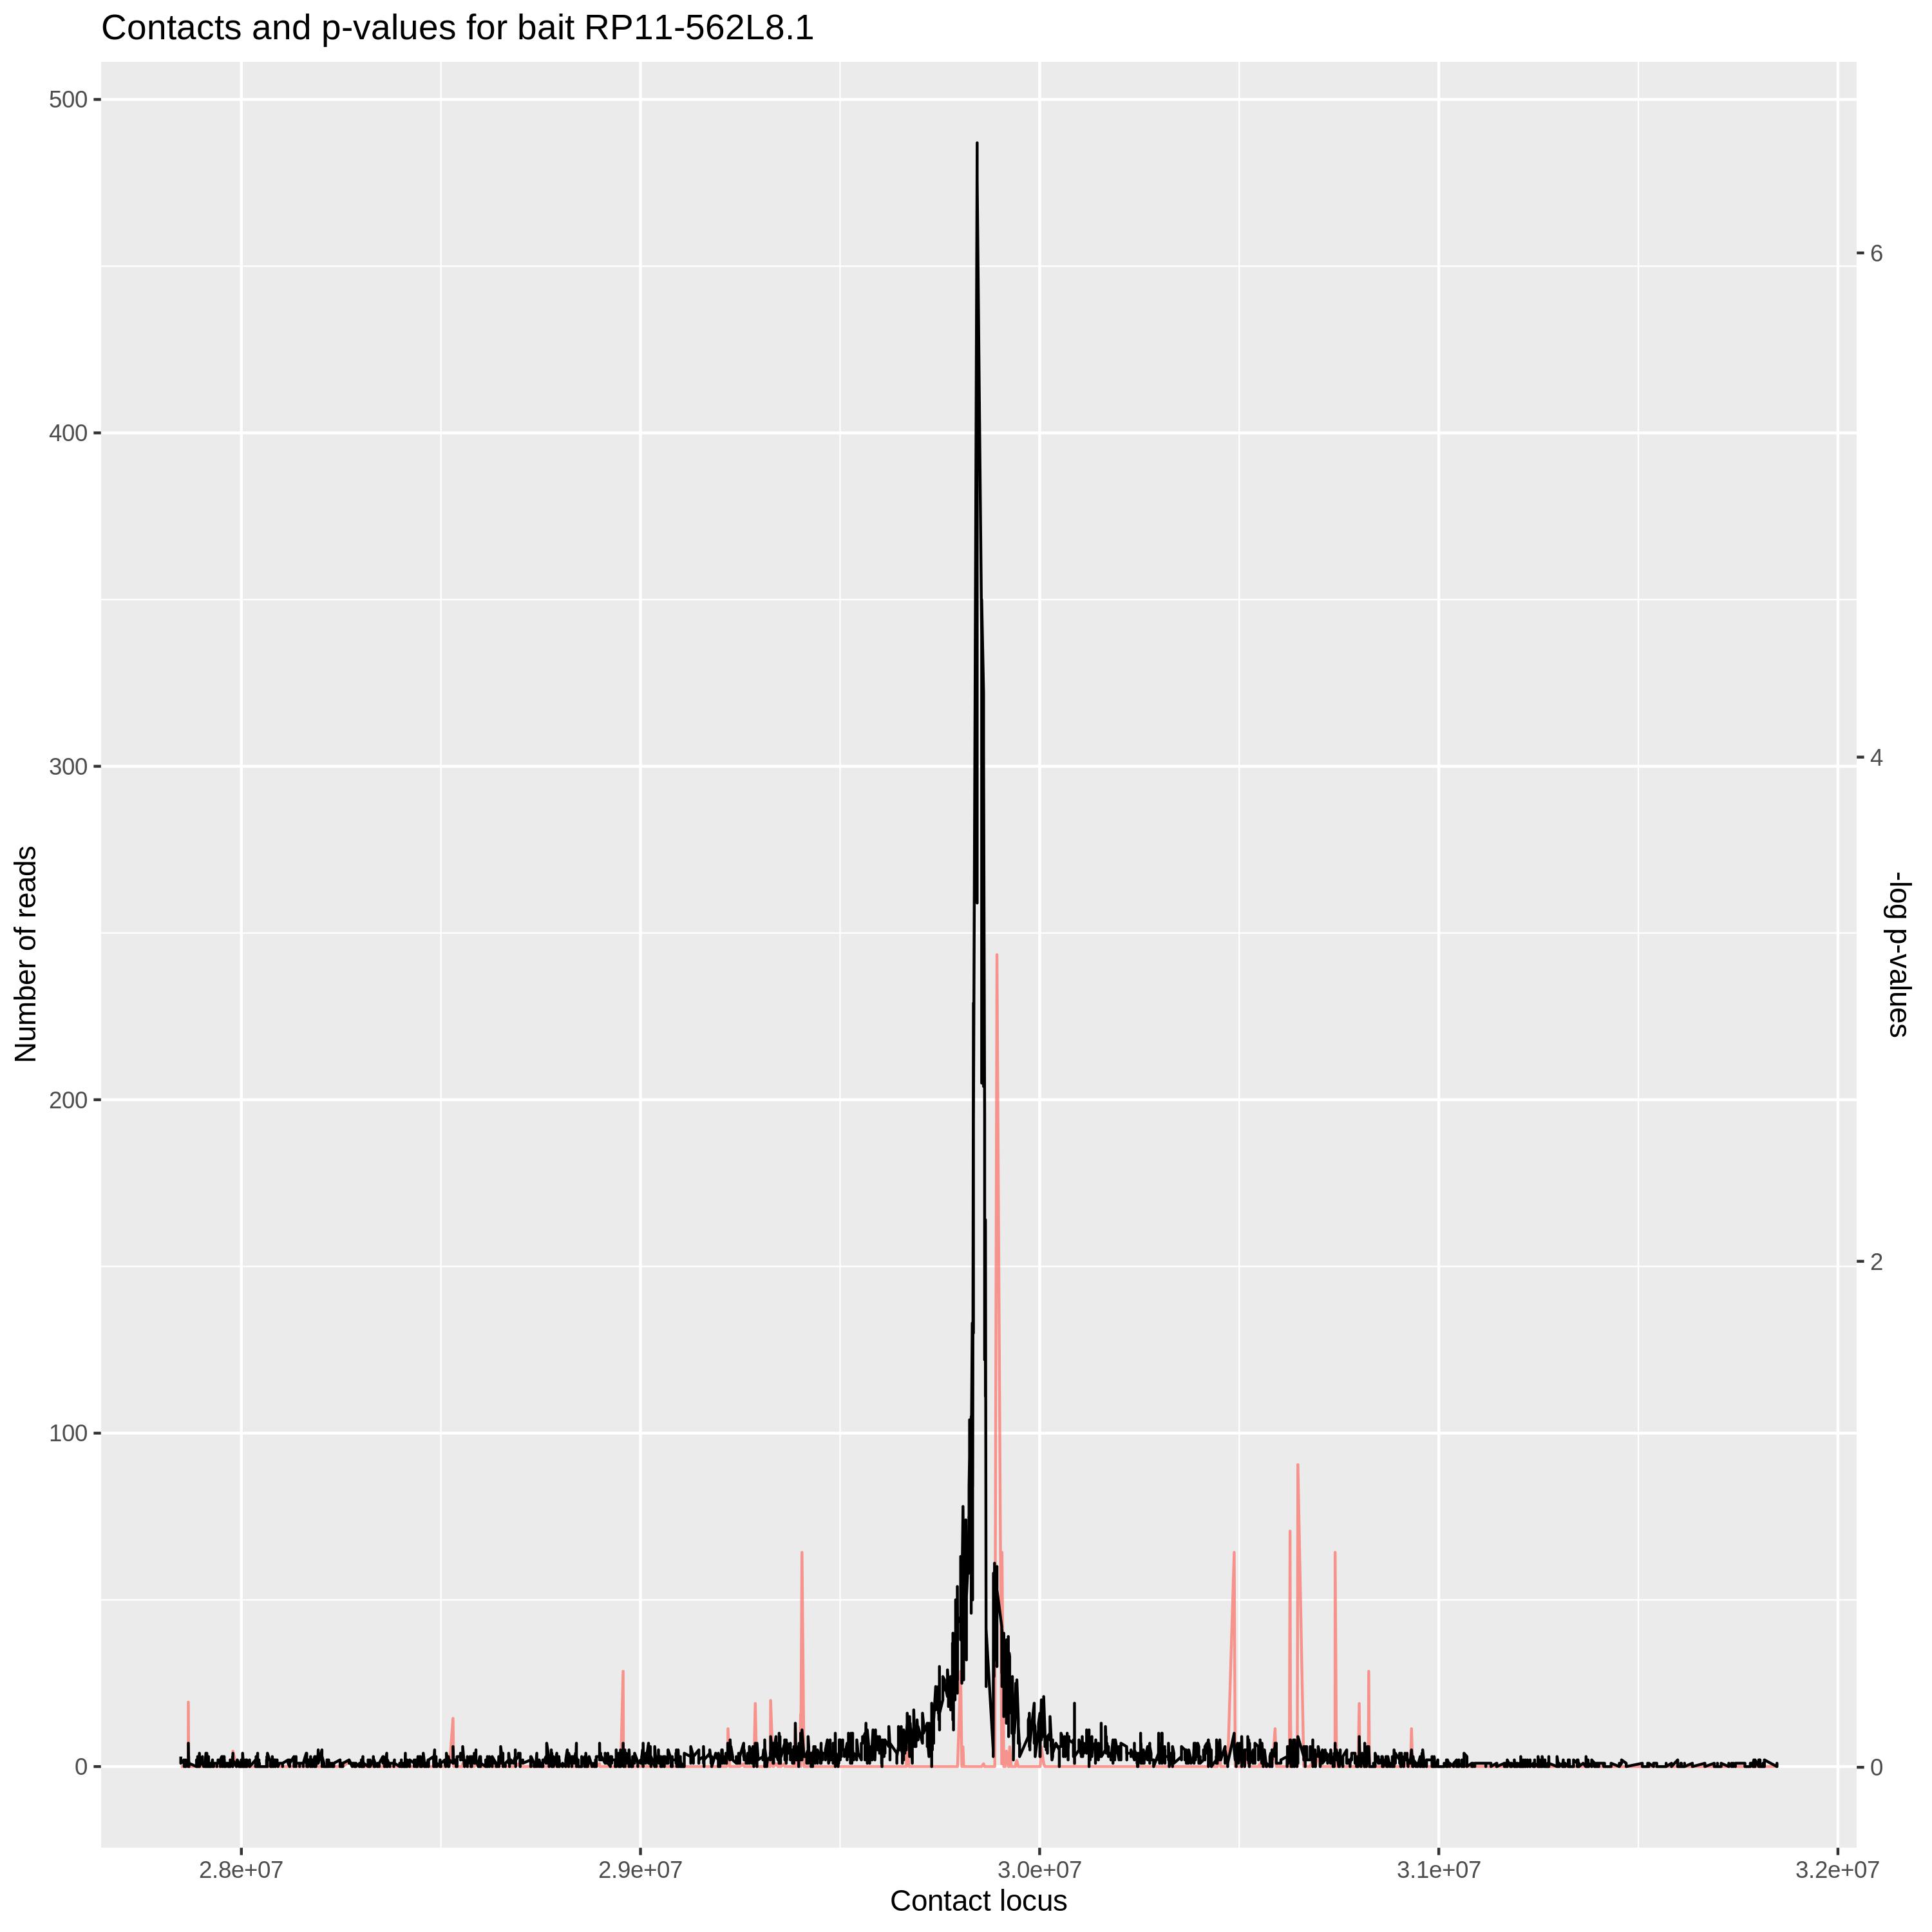 Contacts and p-values for bait RP11-562L8.1
500
400
300
200
100
0
Number of reads
6
4
2
0
-log p-values
2.8e+07 2.9e+07 3.0e+07 3.1e+07 3.2e+07
Contact locus